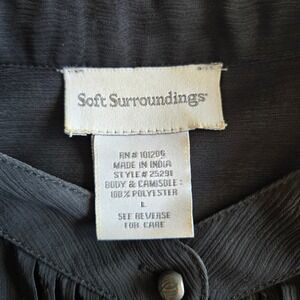 Soft Surroundings
RN# 101206
MADE IN INDIA
STYLE# 25291
BODY & CAMISOLE:
100% POLYESTER
L
SEE REVERSE
FOR CARE